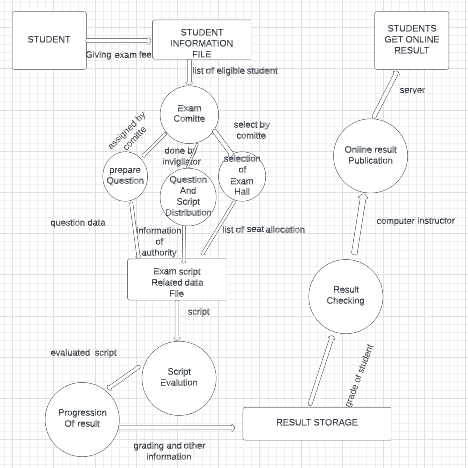 STUDENT
Giving exam fee
STUDENT
INFORMATION
FILE
STUDENTS
GET ONLINE
RESULT
list of eligible student
server
Exam
Comitte
assigned by
comitte
select by
comitte
done by
invigiletor
Online result
Publication
prepare
Question
Question
And
Script
Distribution
selection
of
Exam
Hall
question data
information
of
authority
list of seat allocation
computer instructor
Exam script
Related data
File
Result
Checking
script
evaluated script
Script
Evalution
grade of student
Progression
Of result
grading and other
information
RESULT STORAGE